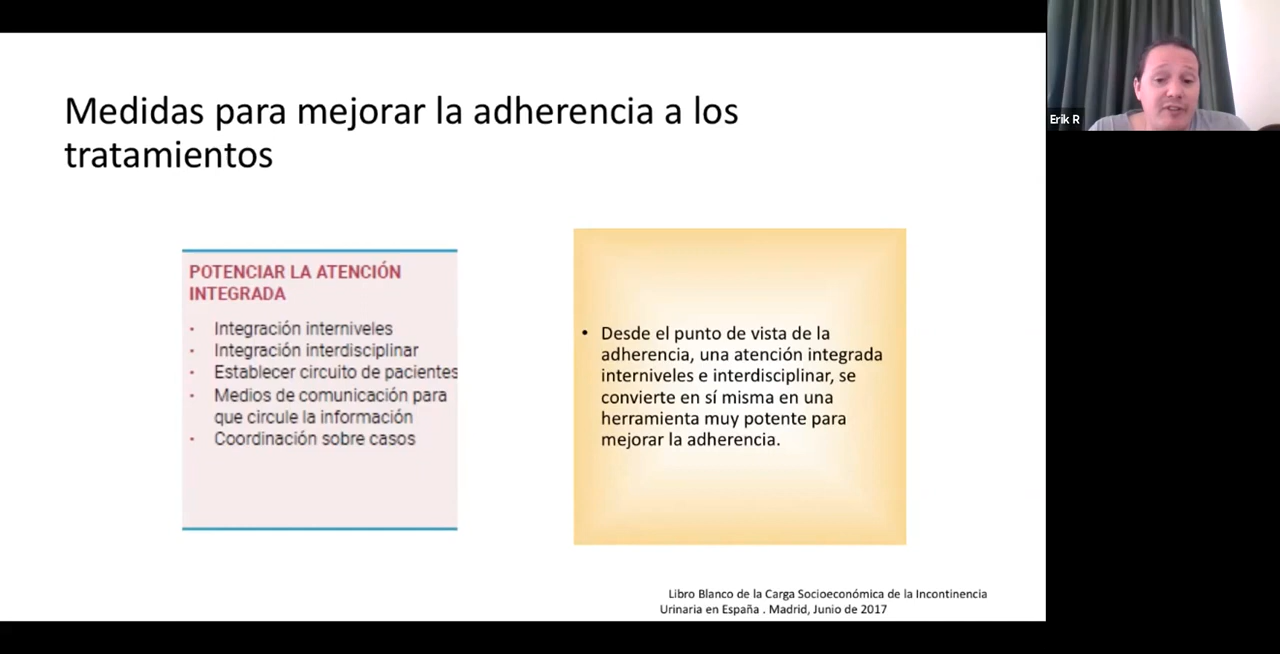 Medidas para mejorar la adherencia a los
tratamientos
POTENCIAR LA ATENCIÓN
INTEGRADA
• Integración interniveles
• Integración interdisciplinar
• Establecer circuito de pacientes
• Medios de comunicación para
que circule la información
• Coordinación sobre casos
• Desde el punto de vista de la
adherencia, una atención integrada
interniveles e interdisciplinar, se
convierte en sí misma en una
herramienta muy potente para
mejorar la adherencia.
Libro Blanco de la Carga Socioeconómica de la Incontinencia
Urinaria en España . Madrid, Junio de 2017
Erik R